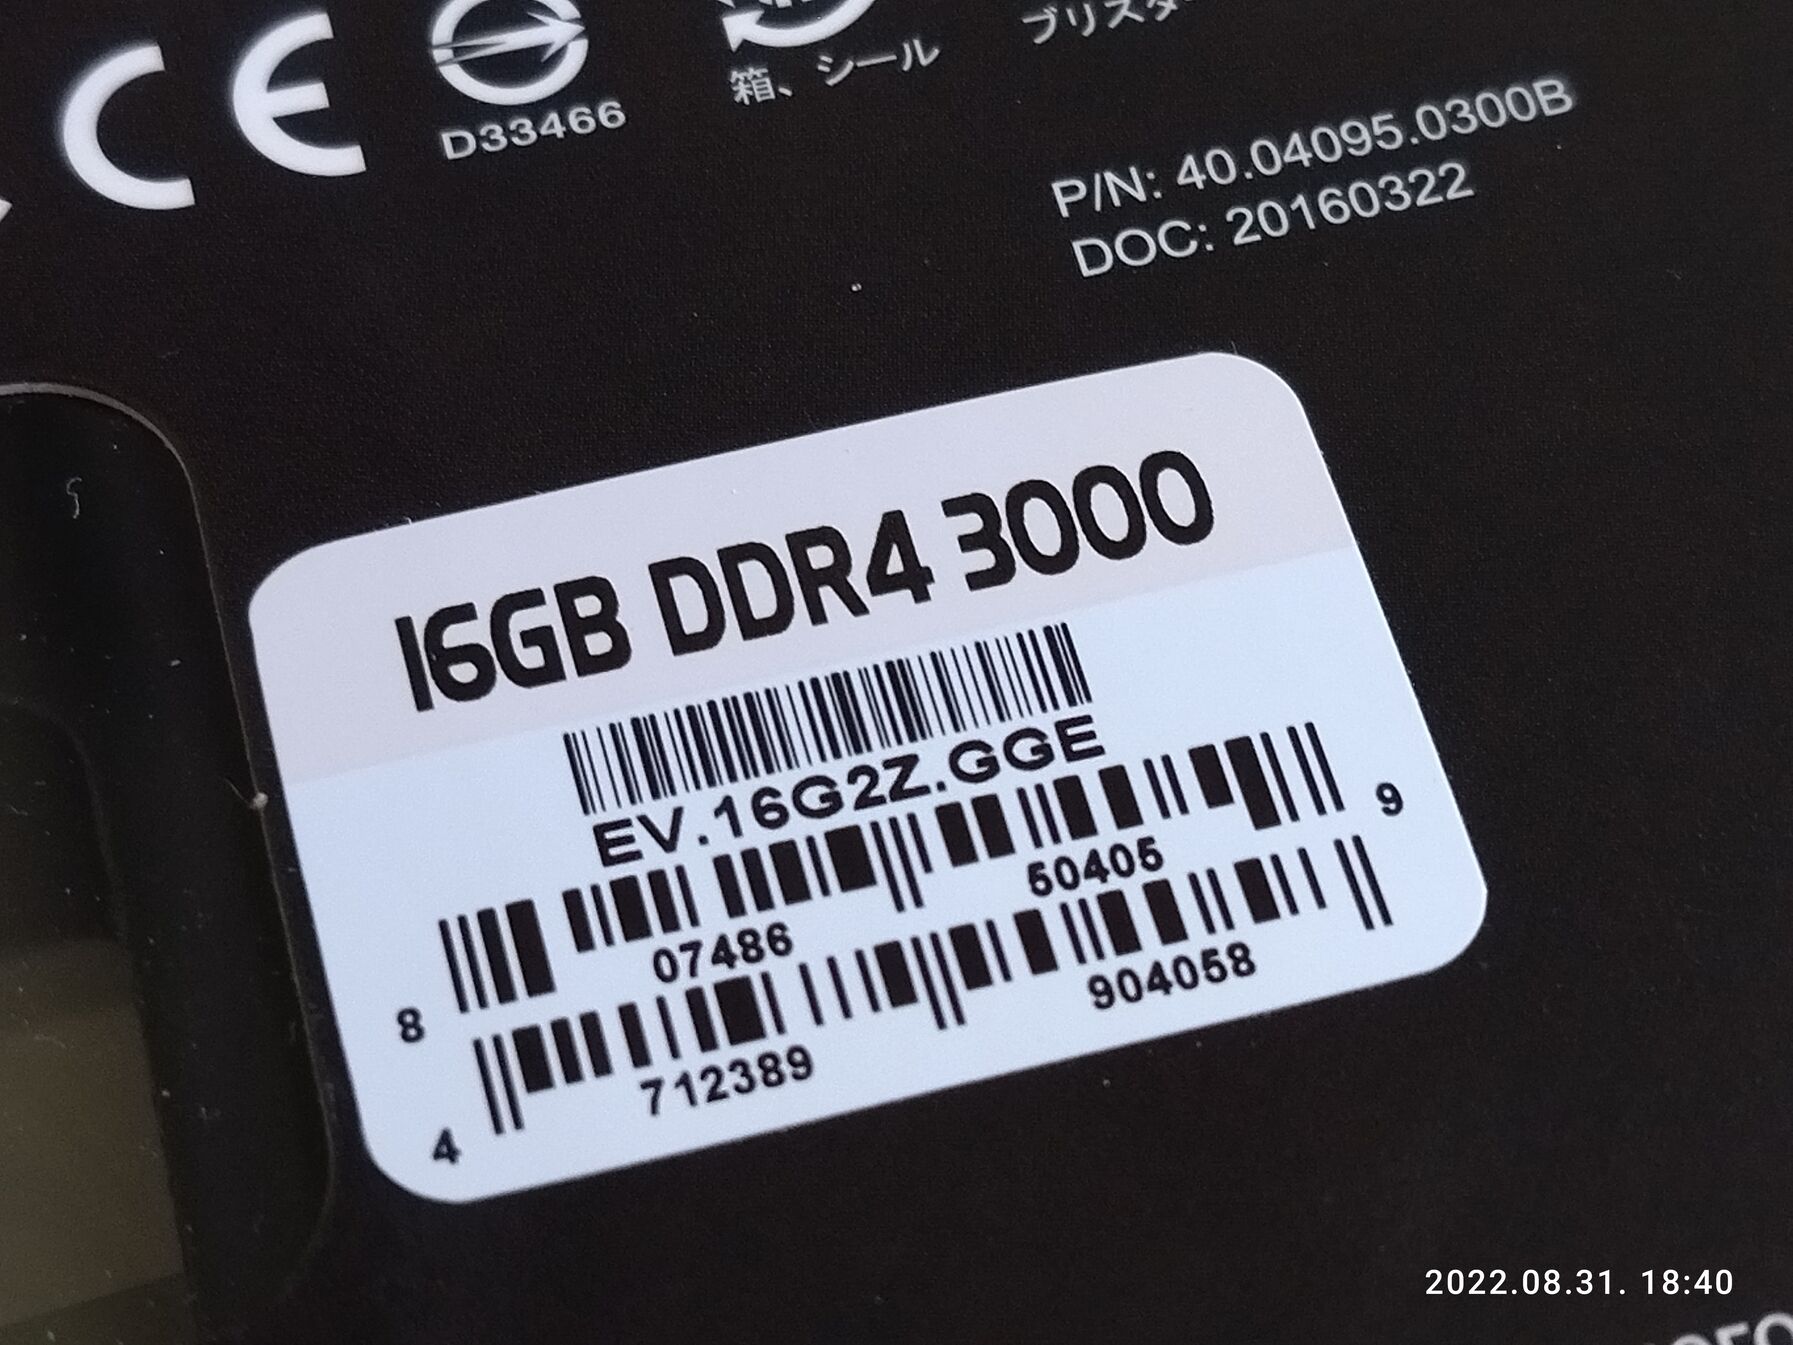 CE
D33466
箱、シール
ブリスタ
P/N: 40.04095.0300B
DOC: 20160322
16GB DDR4 3000
EV.16G2Z.GGE
8 07486 50405 9
4 712389 904058
2022.08.31. 18:40